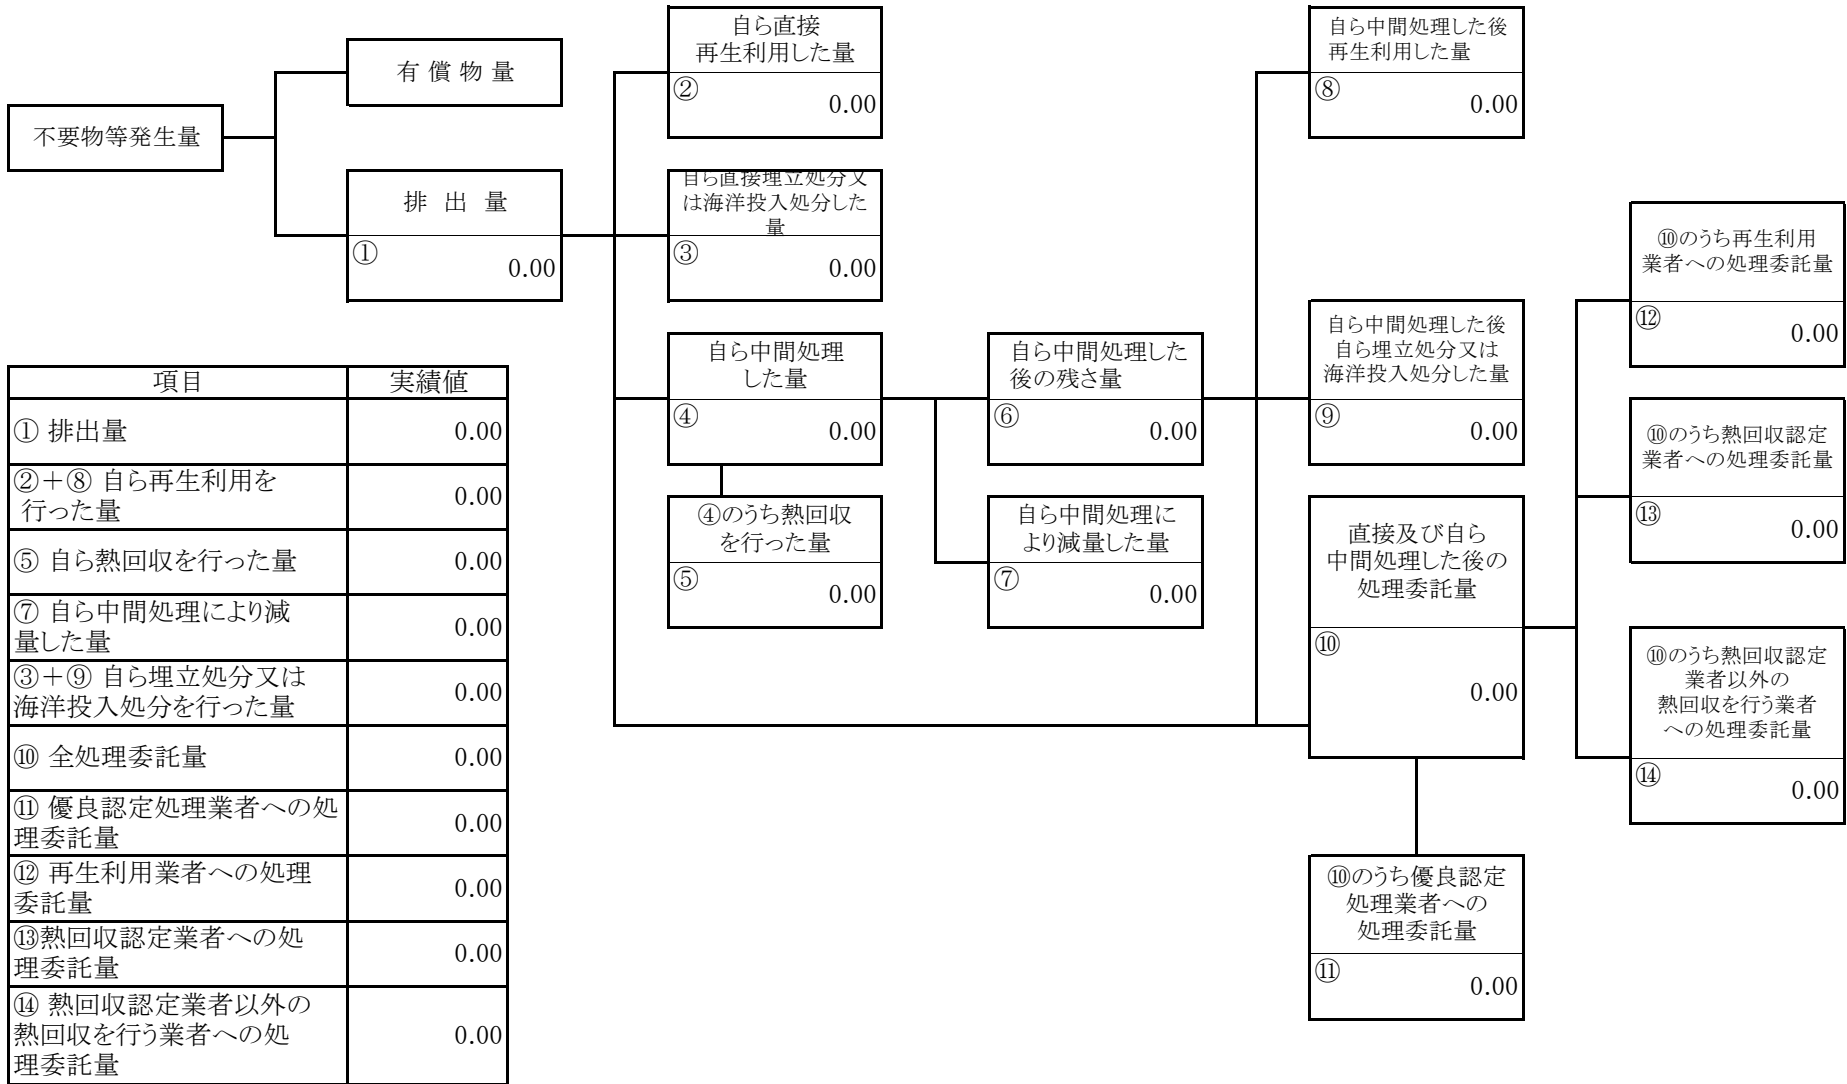 不要物等発生量
有 償 物 量
排 出 量
①
0.00
自ら直接
再生利用した量
②
0.00
自ら直接埋立処分又
は海洋投入処分した
量
③
0.00
自ら中間処理
した量
④
0.00
④のうち熱回収
を行った量
⑤
0.00
自ら中間処理した
後の残さ量
⑥
0.00
自ら中間処理に
より減量した量
⑦
0.00
自ら中間処理した後
再生利用した量
⑧
0.00
自ら中間処理した後
自ら埋立処分又は
海洋投入処分した量
⑨
0.00
直接及び自ら
中間処理した後の
処理委託量
⑩
0.00
⑩のうち優良認定
処理業者への
処理委託量
⑪
0.00
⑩のうち再生利用
業者への処理委託量
⑫
0.00
⑩のうち熱回収認定
業者への処理委託量
⑬
0.00
⑩のうち熱回収認定
業者以外の
熱回収を行う業者
への処理委託量
⑭
0.00
項目 実績値
① 排出量 0.00
②+⑧ 自ら再生利用を
行った量 0.00
⑤ 自ら熱回収を行った量 0.00
⑦ 自ら中間処理により減
量した量 0.00
③+⑨ 自ら埋立処分又は
海洋投入処分を行った量 0.00
⑩ 全処理委託量 0.00
⑪ 優良認定処理業者への処
理委託量 0.00
⑫ 再生利用業者への処理
委託量 0.00
⑬熱回収認定業者への処
理委託量 0.00
⑭ 熱回収認定業者以外の
熱回収を行う業者への処
理委託量 0.00